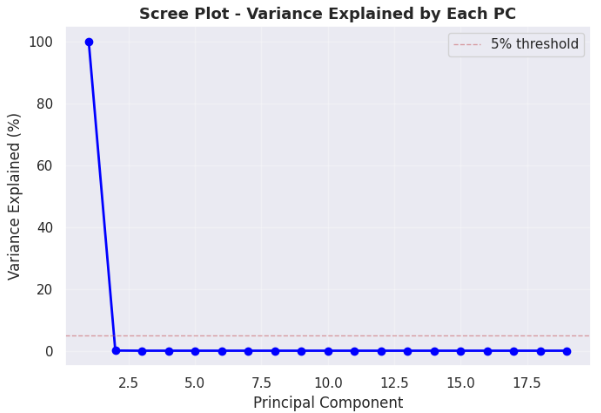 Scree Plot - Variance Explained by Each PC
5% threshold
100
80
60
40
20
0
Variance Explained (%)
2.5 5.0 7.5 10.0 12.5 15.0 17.5
Principal Component